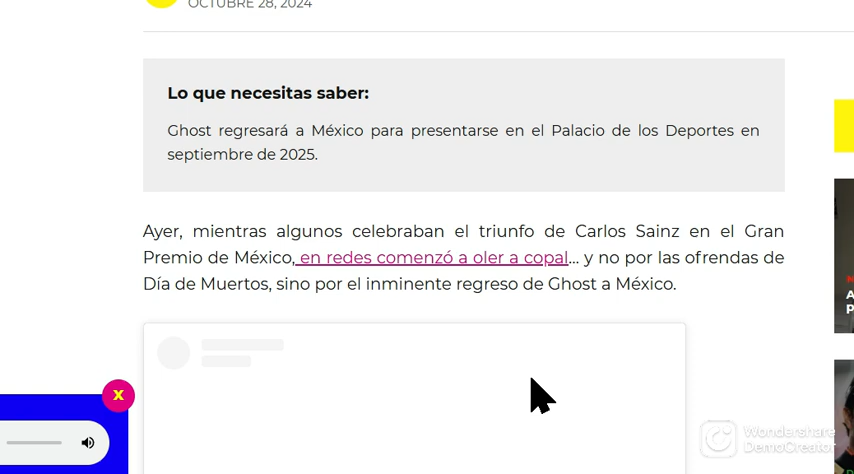 OCTUBRE 28, 2024
Lo que necesitas saber:
Ghost regresará a México para presentarse en el Palacio de los Deportes en
septiembre de 2025.
Ayer, mientras algunos celebraban el triunfo de Carlos Sainz en el Gran
Premio de México, en redes comenzó a oler a copal... y no por las ofrendas de
Día de Muertos, sino por el inminente regreso de Ghost a México.
X
Wondershare
DemoCreator